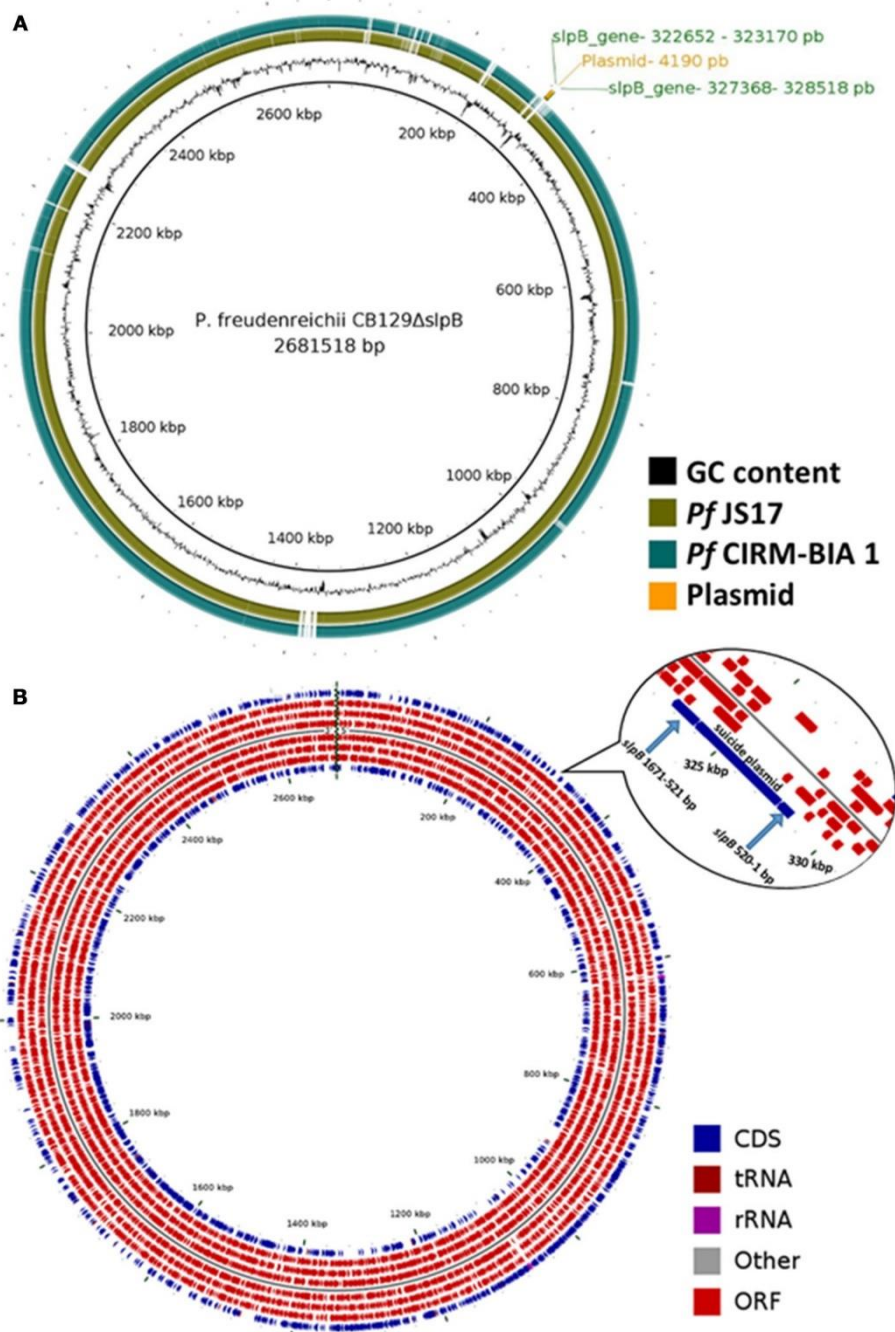 A
slpB_gene- 322652 - 323170 pb
Plasmid- 4190 pb
slpB_gene- 327368- 328518 pb
2600 kbp
200 kbp
2400 kbp
400 kbp
2200 kbp
600 kbp
P. freudenreichii CB129ΔslpB
2681518 bp
2000 kbp
800 kbp
1800 kbp
1000 kbp
1600 kbp
1200 kbp
1400 kbp
GC content
Pf JS17
Pf CIRM-BIA 1
Plasmid
B
suicide plasmid
slpB 1671-521 bp
325 kbp
slpB 520-1 bp
330 kbp
2600 kbp
200 kbp
2400 kbp
400 kbp
2200 kbp
600 kbp
2000 kbp
800 kbp
1800 kbp
1000 kbp
1600 kbp
1200 kbp
1400 kbp
CDS
tRNA
rRNA
Other
ORF